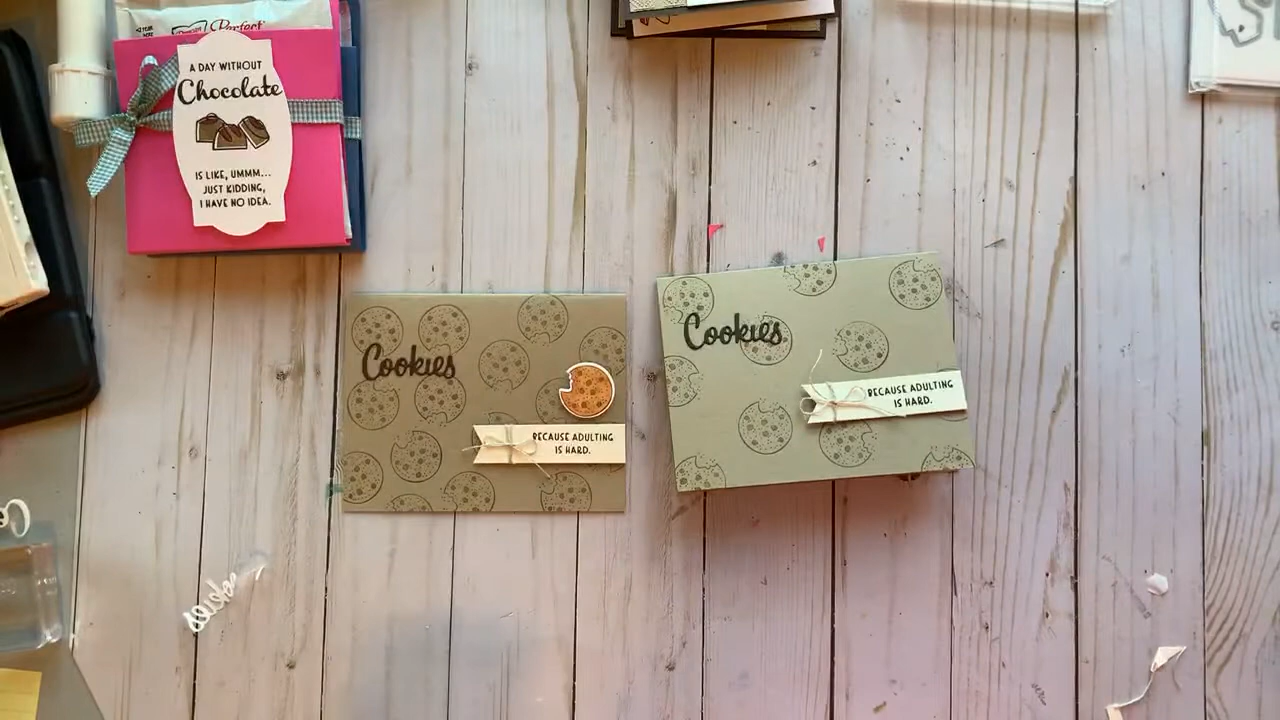 Perfect
A DAY WITHOUT
Chocolate
IS LIKE, UMMM...
JUST KIDDING,
I HAVE NO IDEA.
Cookies
BECAUSE ADULTING
IS HARD.
Cookies
BECAUSE ADULTING
IS HARD.